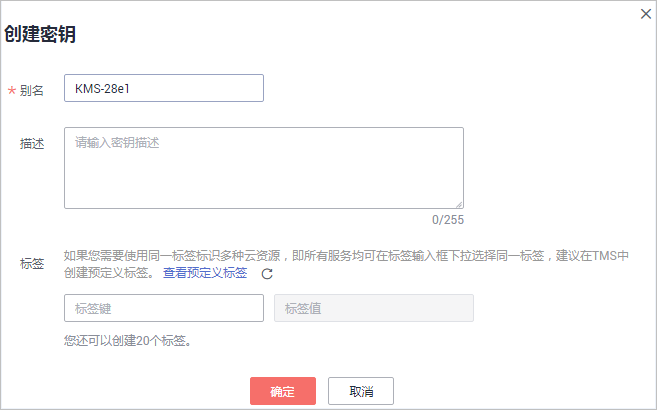 创建密钥
* 别名
KMS-28e1
描述
请输入密钥描述
0/255
标签
如果您需要使用同一标签标识多种云资源，即所有服务均可在标签输入框下拉选择同一标签，建议在TMS中
创建预定义标签。 查看预定义标签
标签键
标签值
您还可以创建20个标签。
确定
取消